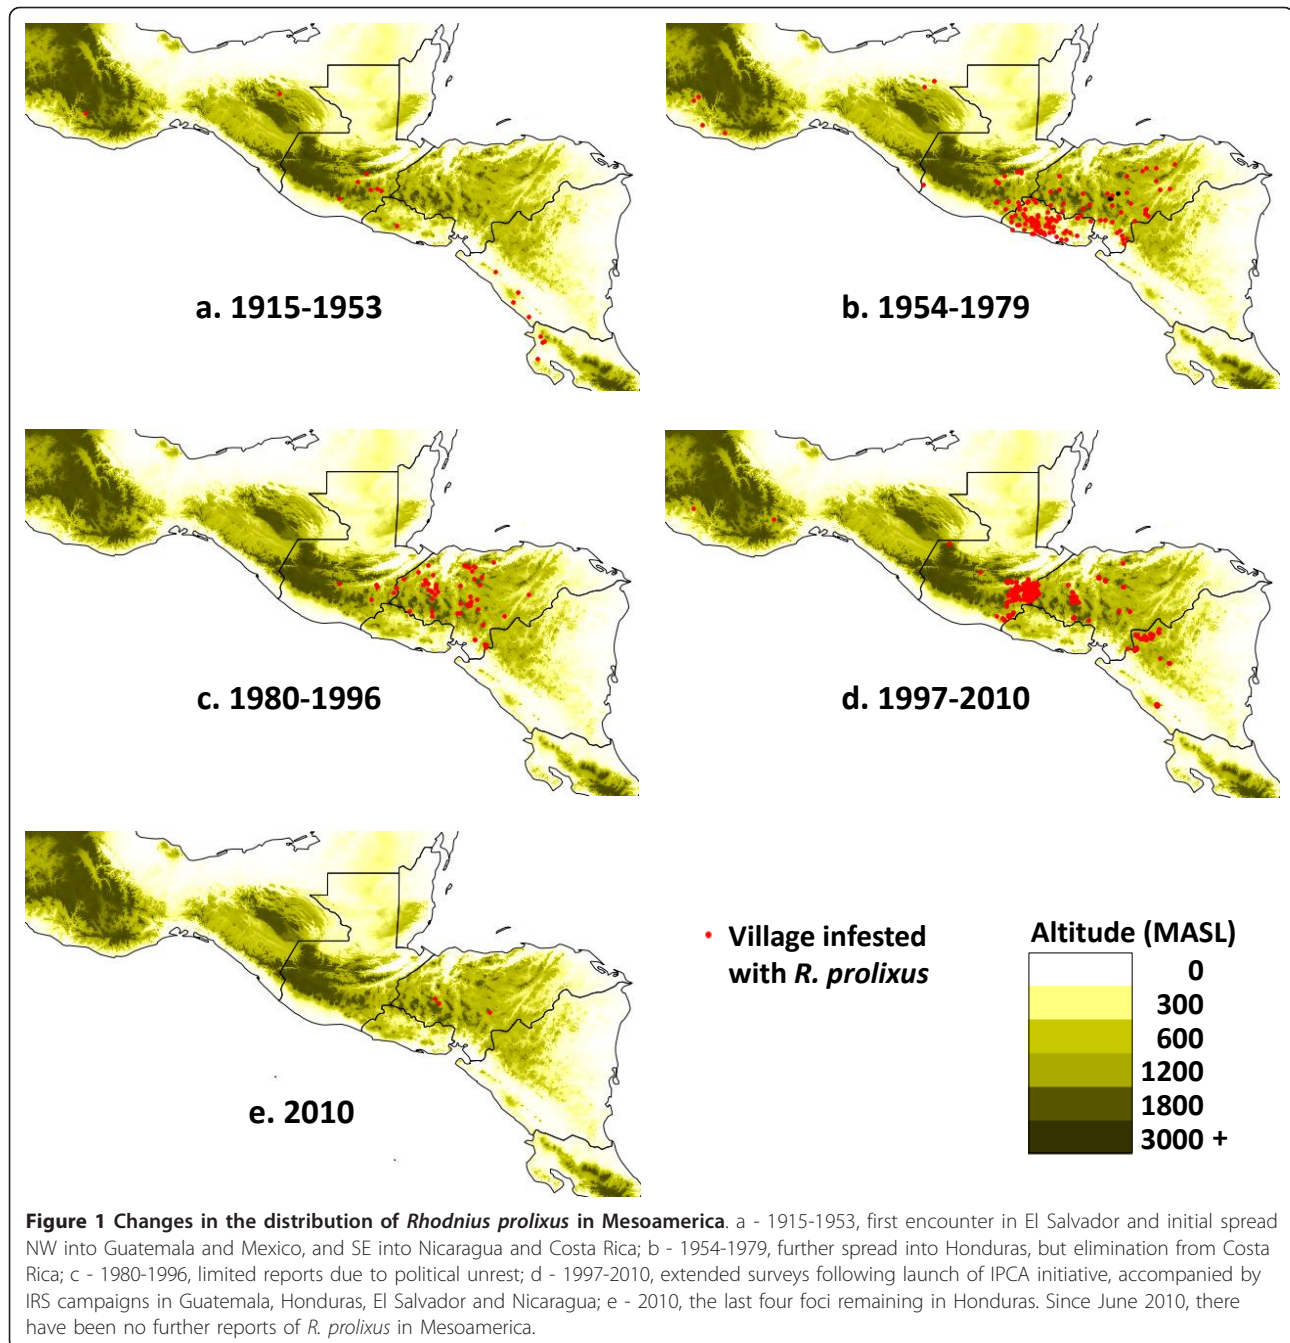 a. 1915-1953
b. 1954-1979
c. 1980-1996
d. 1997-2010
e. 2010
Village infested
with R. prolixus
Altitude (MASL)
0
300
600
1200
1800
3000 +
Figure 1 Changes in the distribution of Rhodnius prolixus in Mesoamerica. a - 1915-1953, first encounter in El Salvador and initial spread
NW into Guatemala and Mexico, and SE into Nicaragua and Costa Rica; b - 1954-1979, further spread into Honduras, but elimination from Costa
Rica; c - 1980-1996, limited reports due to political unrest; d - 1997-2010, extended surveys following launch of IPCA initiative, accompanied by
IRS campaigns in Guatemala, Honduras, El Salvador and Nicaragua; e - 2010, the last four foci remaining in Honduras. Since June 2010, there
have been no further reports of R. prolixus in Mesoamerica.